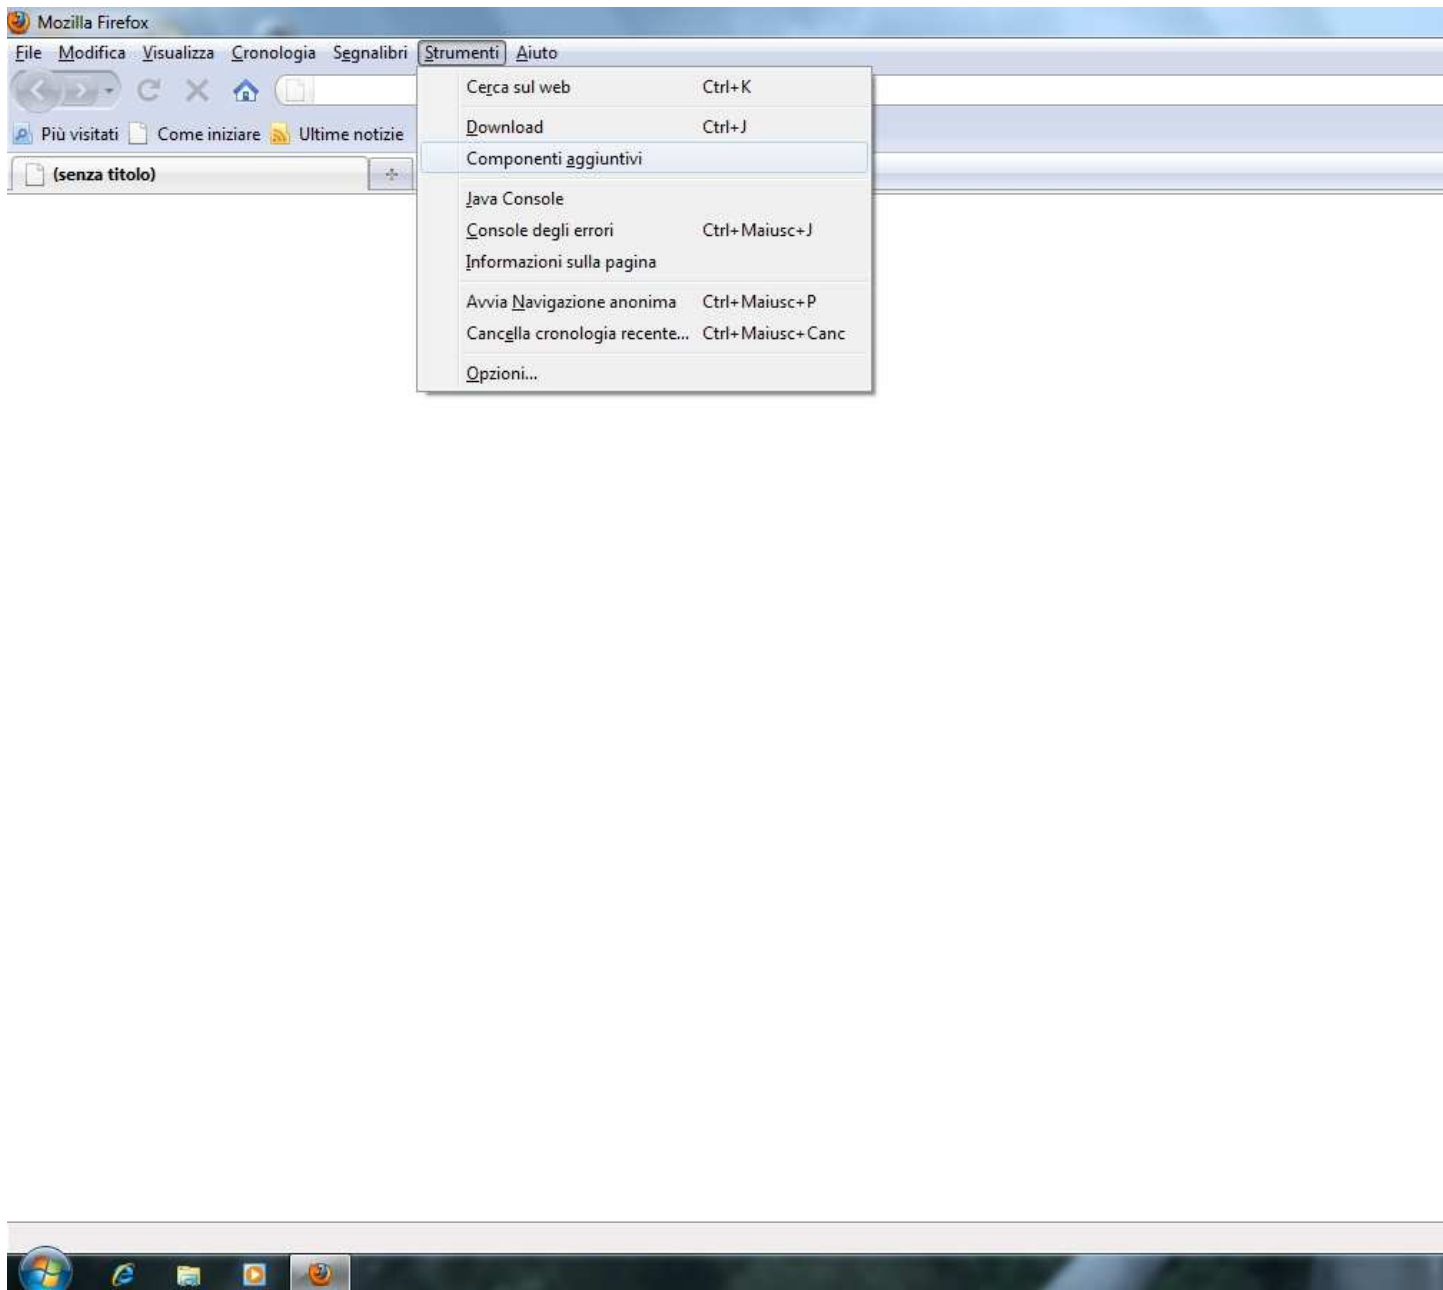 Mozilla Firefox
File Modifica Visualizza Cronologia Segnalibri Strumenti Aiuto
Cerca sul web Ctrl+K
Più visitati Come iniziare Ultime notizie
Download Ctrl+J
Componenti aggiuntivi
(senza titolo)
Java Console
Console degli errori Ctrl+Maiusc+J
Informazioni sulla pagina
Avvia Navigazione anonima Ctrl+Maiusc+P
Cancella cronologia recente... Ctrl+Maiusc+Canc
Opzioni...